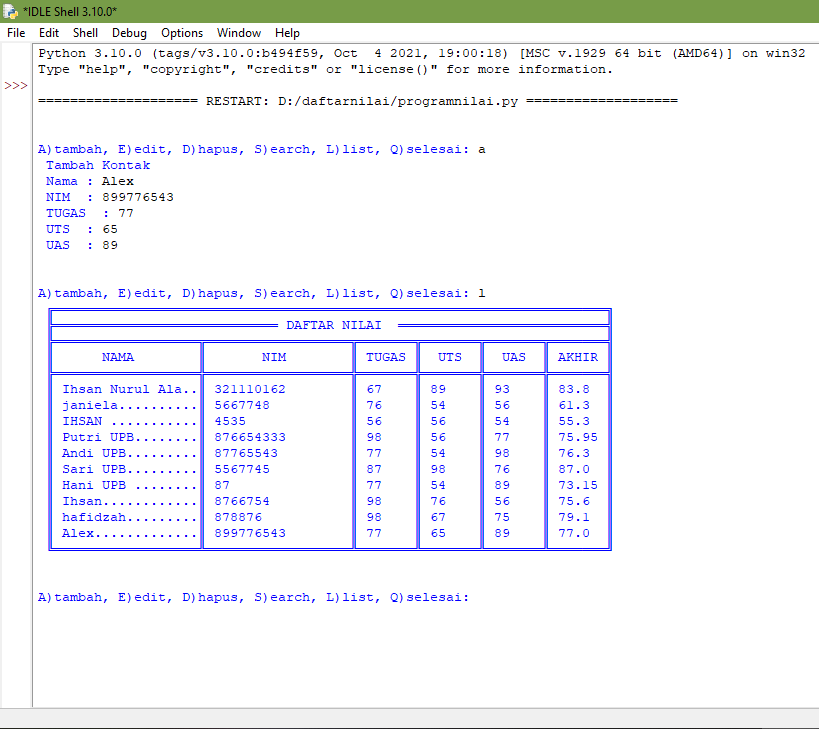 *IDLE Shell 3.10.0*
File Edit Shell Debug Options Window Help
Python 3.10.0 (tags/v3.10.0:b494f59, Oct  4 2021, 19:00:18) [MSC v.1929 64 bit (AMD64)] on win32
Type "help", "copyright", "credits" or "license()" for more information.
>>>
==================== RESTART: D:/daftarnilai/programnilai.py ===================
A)tambah, E)edit, D)hapus, S)earch, L)list, Q)selesai: a
Tambah Kontak
Nama : Alex
NIM  : 899776543
TUGAS  : 77
UTS  : 65
UAS  : 89
A)tambah, E)edit, D)hapus, S)earch, L)list, Q)selesai: l
DAFTAR NILAI
NAMA NIM TUGAS UTS UAS AKHIR
Ihsan Nurul Ala.. 321110162 67 89 93 83.8
janiela.......... 5667748 76 54 56 61.3
IHSAN ........... 4535 56 56 54 55.3
Putri UPB........ 876654333 98 56 77 75.95
Andi UPB......... 87765543 77 54 98 76.3
Sari UPB......... 5567745 87 98 76 87.0
Hani UPB ........ 87 77 54 89 73.15
Ihsan............ 8766754 98 76 56 75.6
hafidzah......... 878876 98 67 75 79.1
Alex............. 899776543 77 65 89 77.0
A)tambah, E)edit, D)hapus, S)earch, L)list, Q)selesai: